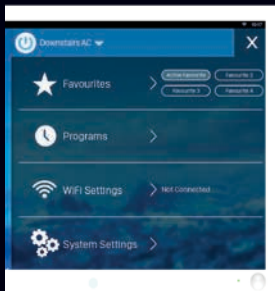 Downstairs AC
X
Favourites
Active Favourite
Favourite 2
Favourite 3
Favourite 4
Programs
WiFi Settings
Not Connected
System Settings